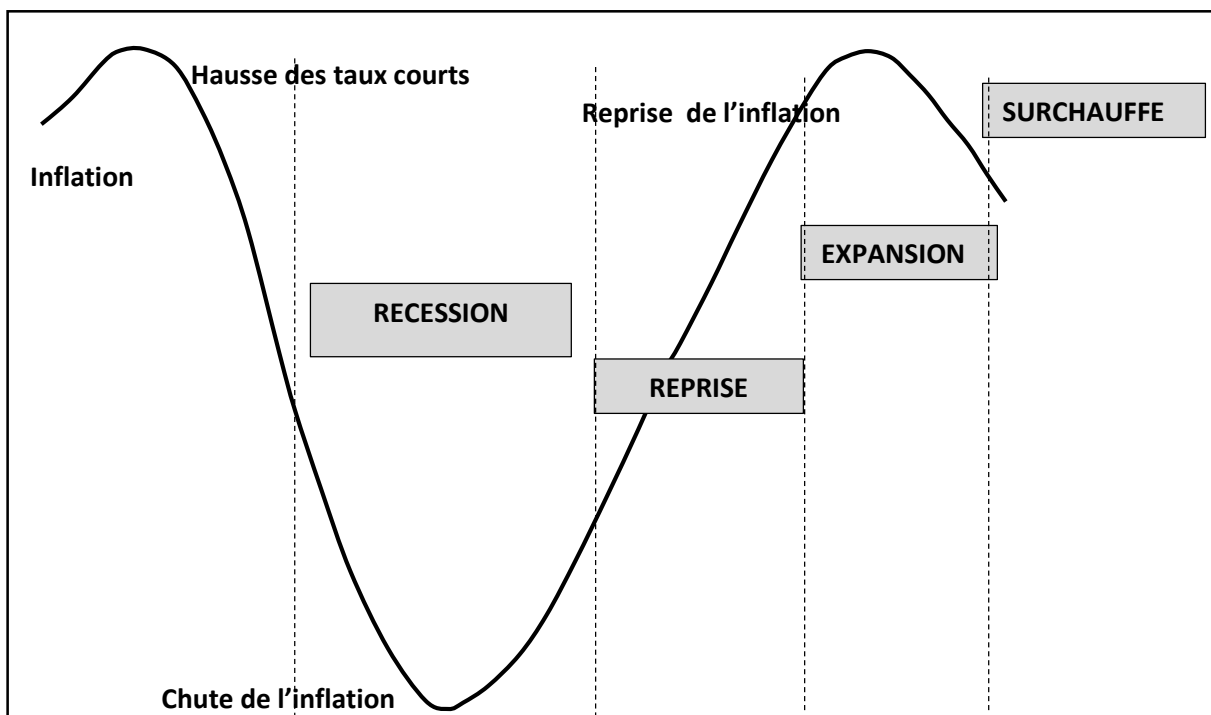 Hausse des taux courts
Reprise de l’inflation
SURCHAUFFE
Inflation
EXPANSION
RECESSION
REPRISE
Chute de l’inflation